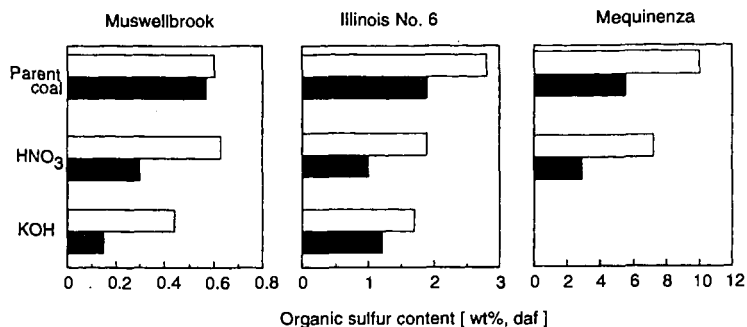 Muswellbrook
Illinois No. 6
Mequinenza
Parent
coal
HNO3
KOH
0 0.2 0.4 0.6 0.8
0 1 2 3
0 2 4 6 8 10 12
Organic sulfur content [ wt%, daf ]